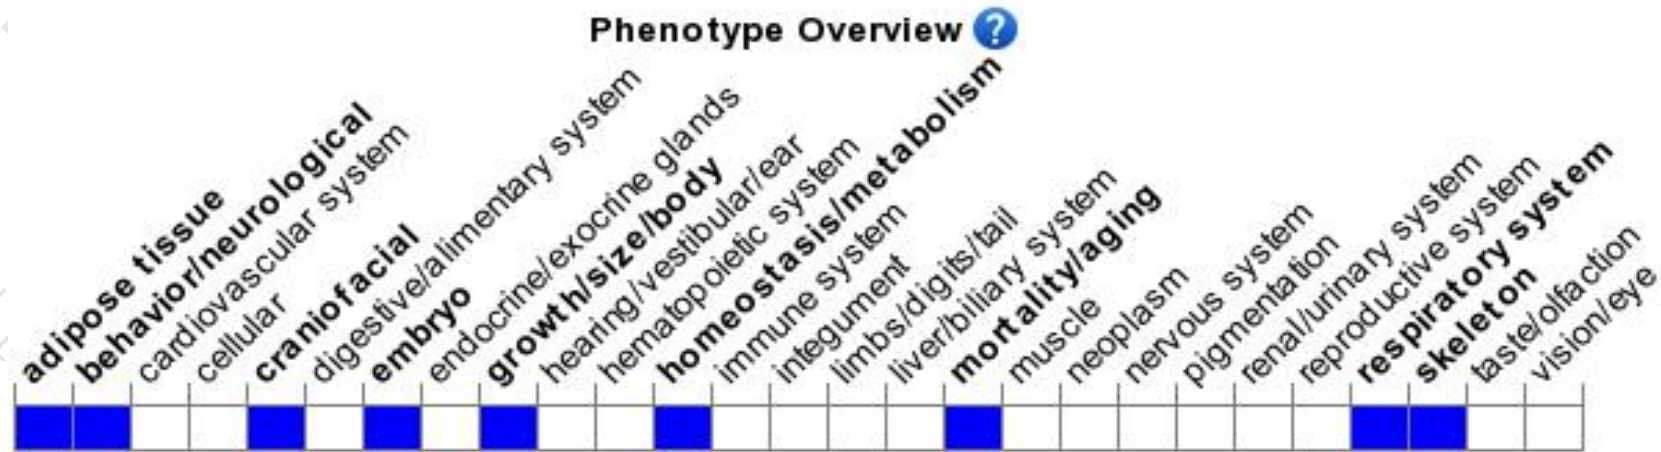 Phenotype Overview ?
adipose tissue
behavior/neurological
cardiovascular system
cellular
craniofacial
digestive/alimentary system
embryo
endocrine/exocrine glands
growth/size/body
hearing/vestibular/ear
hematopoietic system
homeostasis/metabolism
immune system
integument
limbs/digits/tail
liver/biliary system
mortality/aging
muscle
neoplasm
nervous system
pigmentation
renal/urinary system
reproductive system
respiratory system
skeleton
taste/olfaction
vision/eye